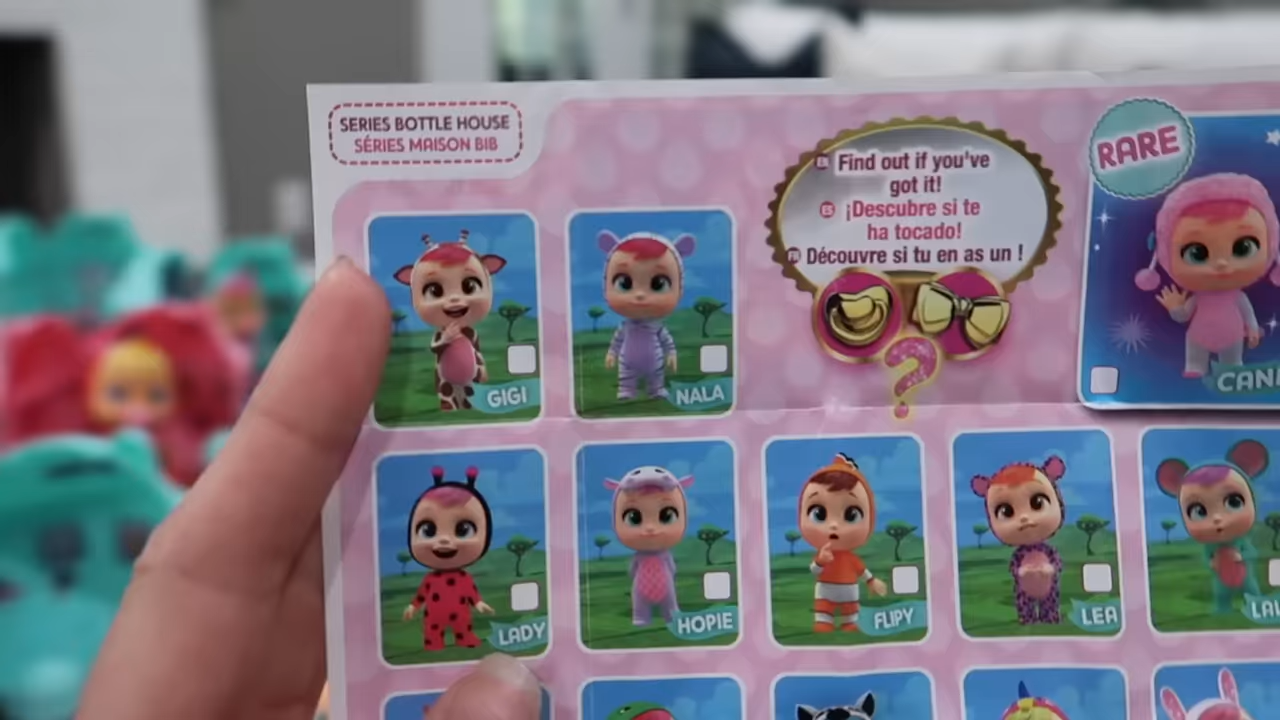 SERIES BOTTLE HOUSE
SÉRIES MAISON BIB
Find out if you've
got it!
ES ¡Descubre si te
ha tocado!
Découvre si tu en as un !
?
RARE
GIGI
NALA
LADY
HOPIE
FLIPY
LEA